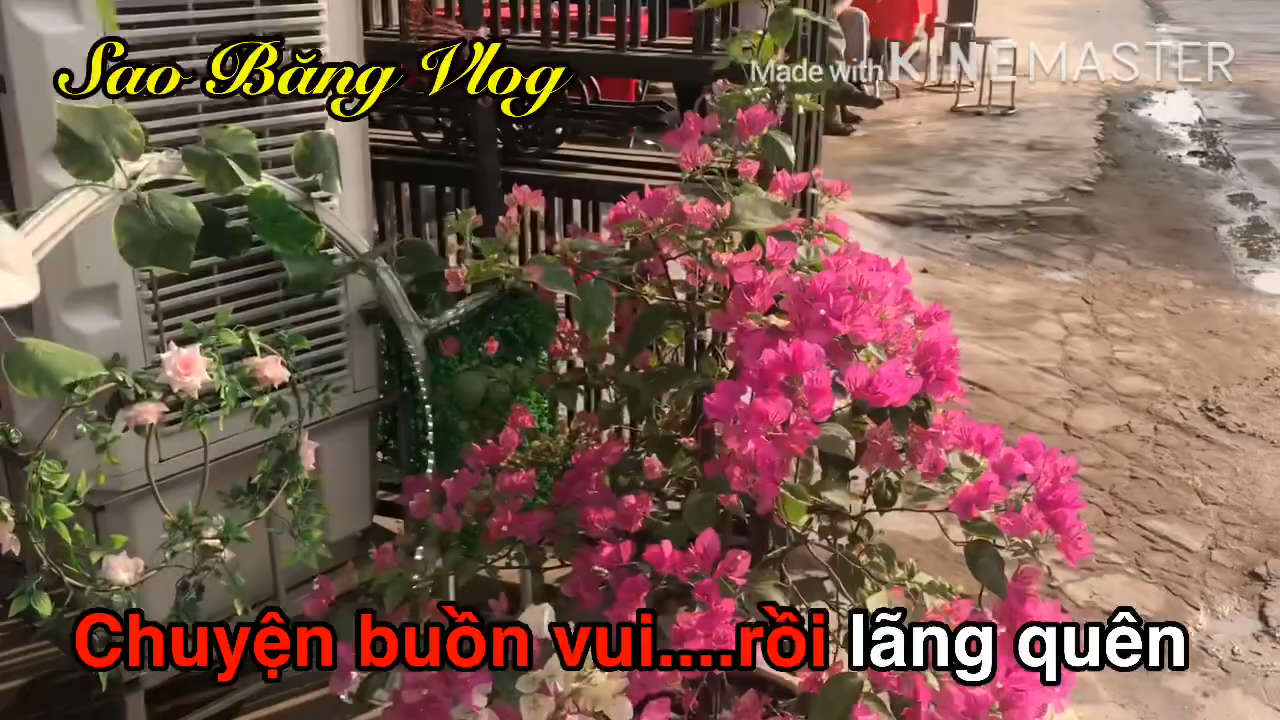 Sao Băng Vlog
Made with KINEMASTER
Chuyện buồn vui....rồi lãng quên